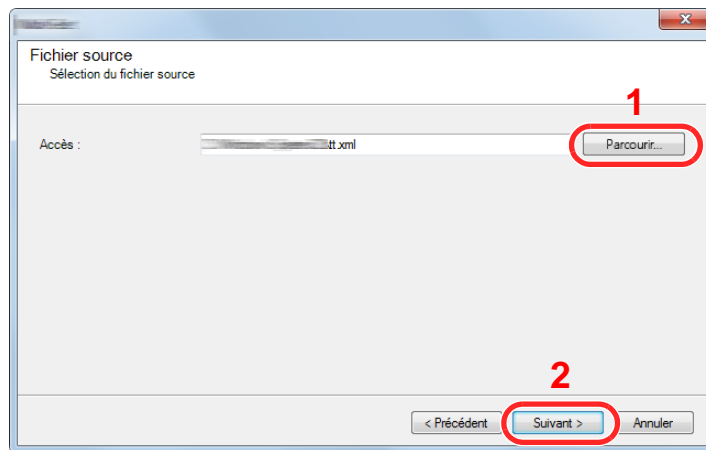 Fichier source
Sélection du fichier source
1
Accès :
tt.xml
Parcourir...
2
< Précédent
Suivant >
Annuler